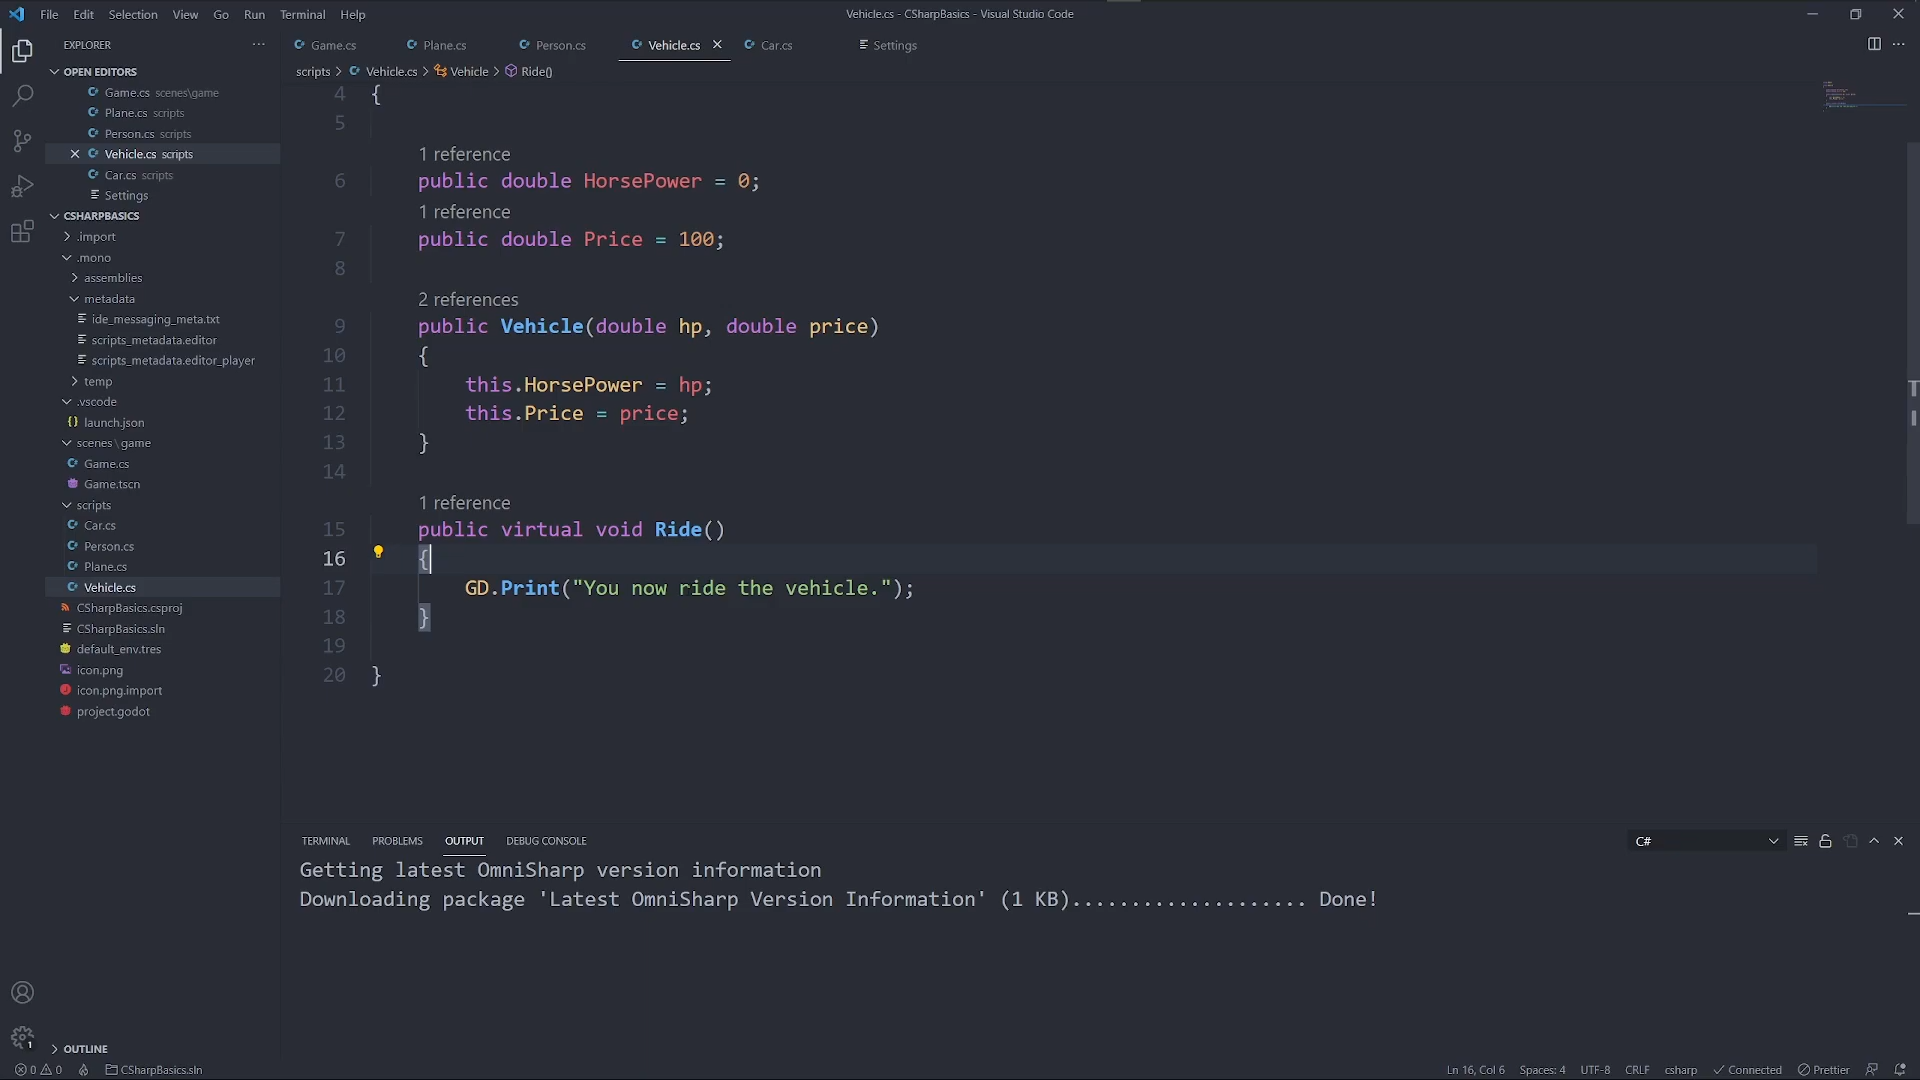 File Edit Selection View Go Run Terminal Help
Vehicle.cs - CSharpBasics - Visual Studio Code
EXPLORER
OPEN EDITORS
Game.cs scenes\game
Plane.cs scripts
Person.cs scripts
Vehicle.cs scripts
Car.cs scripts
Settings
CSHARPBASICS
.import
.mono
assemblies
metadata
ide_messaging_meta.txt
scripts_metadata.editor
scripts_metadata.editor_player
temp
.vscode
launch.json
scenes\game
Game.cs
Game.tscn
scripts
Car.cs
Person.cs
Plane.cs
Vehicle.cs
CSharpBasics.csproj
CSharpBasics.sln
default_env.tres
icon.png
icon.png.import
project.godot
OUTLINE
Game.cs Plane.cs Person.cs Vehicle.cs Car.cs Settings
scripts > Vehicle.cs > Vehicle > Ride()
4 {
5
1 reference
6 public double HorsePower = 0;
1 reference
7 public double Price = 100;
8
2 references
9 public Vehicle(double hp, double price)
10 {
11 this.HorsePower = hp;
12 this.Price = price;
13 }
14
1 reference
15 public virtual void Ride()
16 {
17 GD.Print("You now ride the vehicle.");
18 }
19
20 }
TERMINAL PROBLEMS OUTPUT DEBUG CONSOLE
C#
Getting latest OmniSharp version information
Downloading package 'Latest OmniSharp Version Information' (1 KB).................... Done!
1
0 0 CSharpBasics.sln
Ln 16, Col 6 Spaces: 4 UTF-8 CRLF csharp Connected Prettier